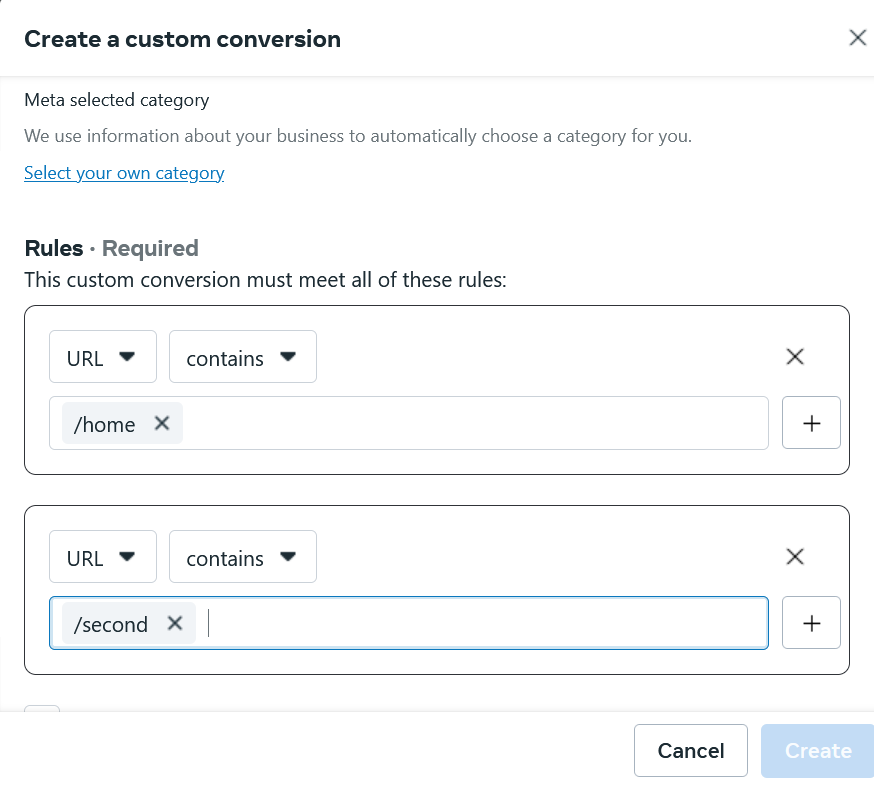 Create a custom conversion
Meta selected category
We use information about your business to automatically choose a category for you.
Select your own category
Rules · Required
This custom conversion must meet all of these rules:
URL contains
/home
URL contains
/second
Cancel Create